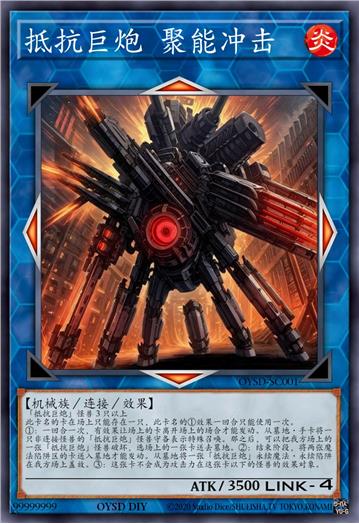 抵抗巨炮 聚能冲击
炎
OYSD-SC001
【机械族/连接/效果】
「抵抗巨炮」怪兽3只以上
此卡名的卡在场上只能存在一只，此卡名的①效果一回合只能使用一次。
①：一回合一次，有效果让场上的卡离开场上的场合才能发动。从墓地・手卡将一
只非连接怪兽的「抵抗巨炮」怪兽守备表示特殊召唤。那之后，可以把我方场上的
一张「抵抗巨炮」怪兽破坏，选场上的一张卡送去墓地。②：结束阶段，将两张魔
法陷阱区的卡送入墓地才能发动。从墓地将一张「抵抗巨炮」永续魔法・永续陷阱
在我方场上盖放。③：这张卡不会成为攻击力在这张卡以下的怪兽的效果的对象。
ATK/3500 LINK-4
99999999
OYSD DIY
©2020 Studio Dice/SHUEISHA, TV TOKYO, KONAMI